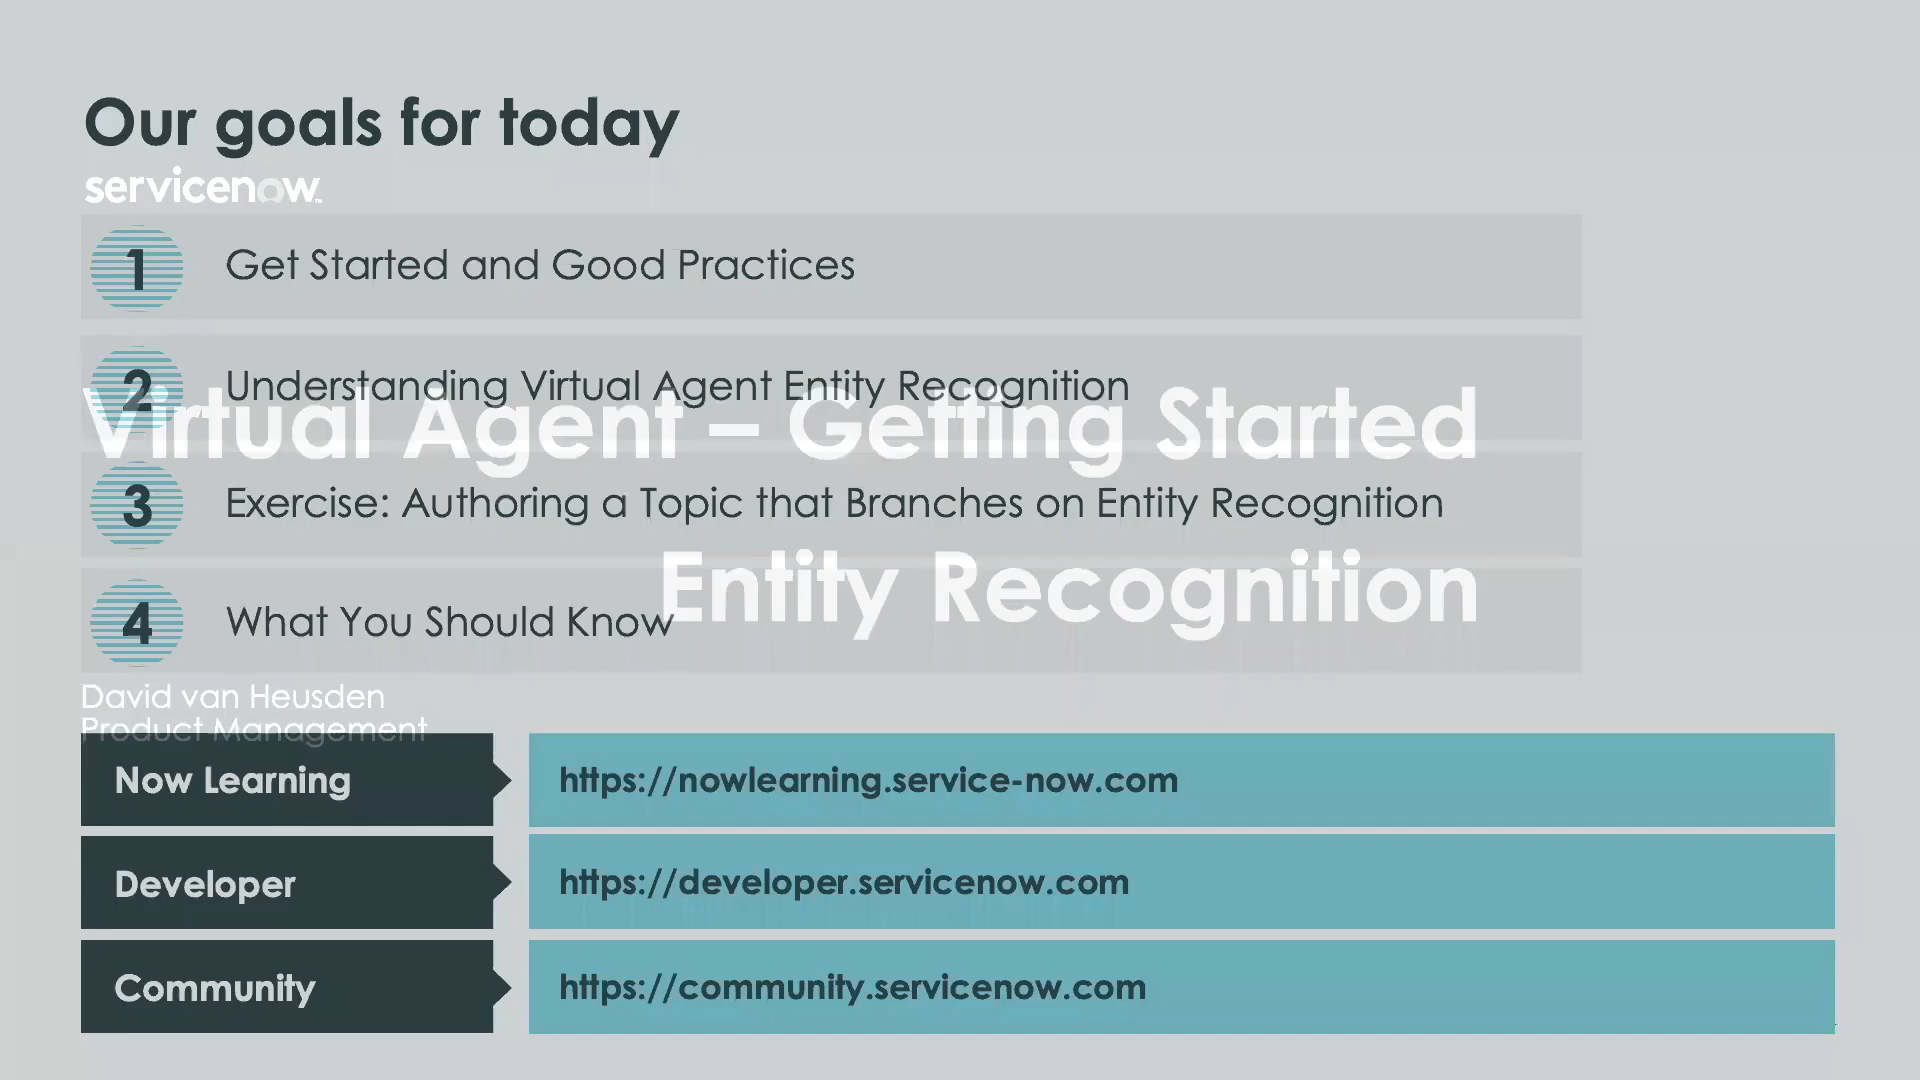 Our goals for today
servicenow™
1 Get Started and Good Practices
2 Understanding Virtual Agent Entity Recognition
Virtual Agent – Getting Started
3 Exercise: Authoring a Topic that Branches on Entity Recognition
Entity Recognition
4 What You Should Know
David van Heusden
Product Management
Now Learning https://nowlearning.service-now.com
Developer https://developer.servicenow.com
Community https://community.servicenow.com